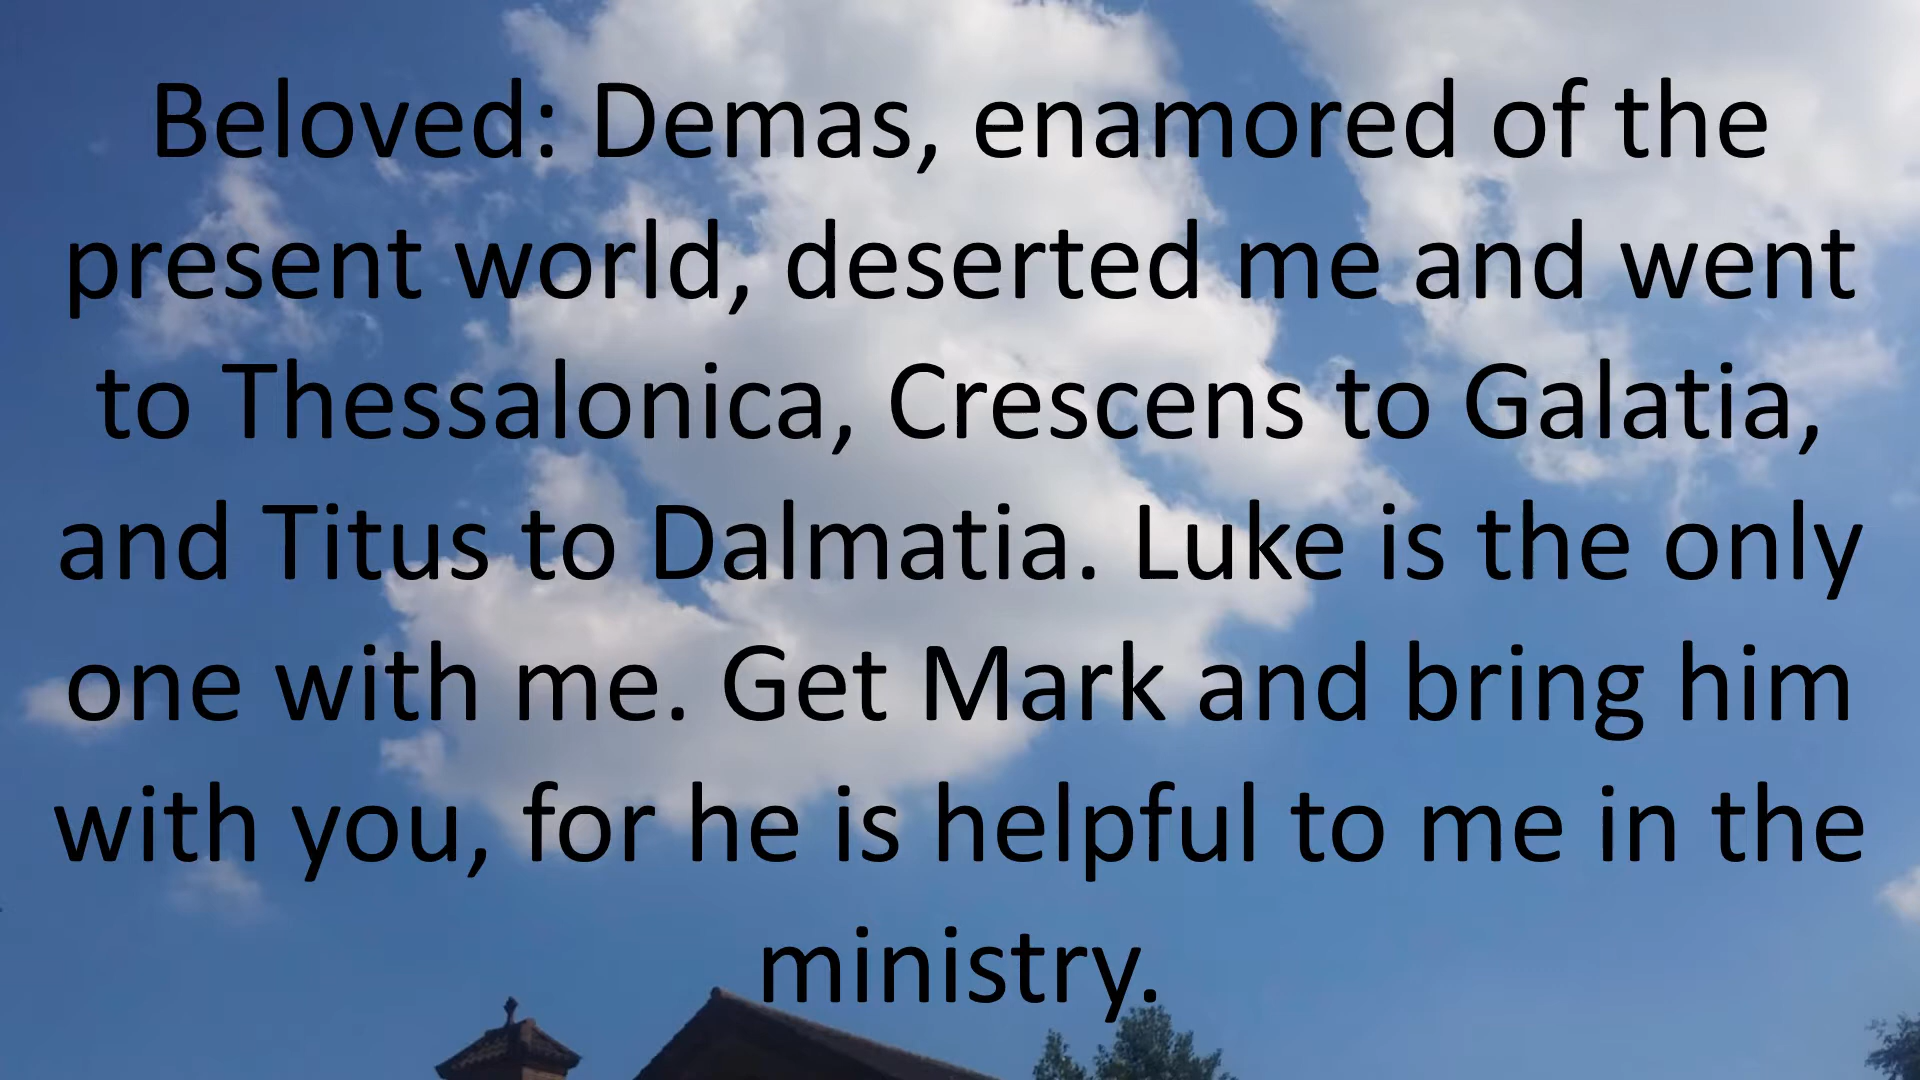 Beloved: Demas, enamored of the
present world, deserted me and went
to Thessalonica, Crescens to Galatia,
and Titus to Dalmatia. Luke is the only
one with me. Get Mark and bring him
with you, for he is helpful to me in the
ministry.